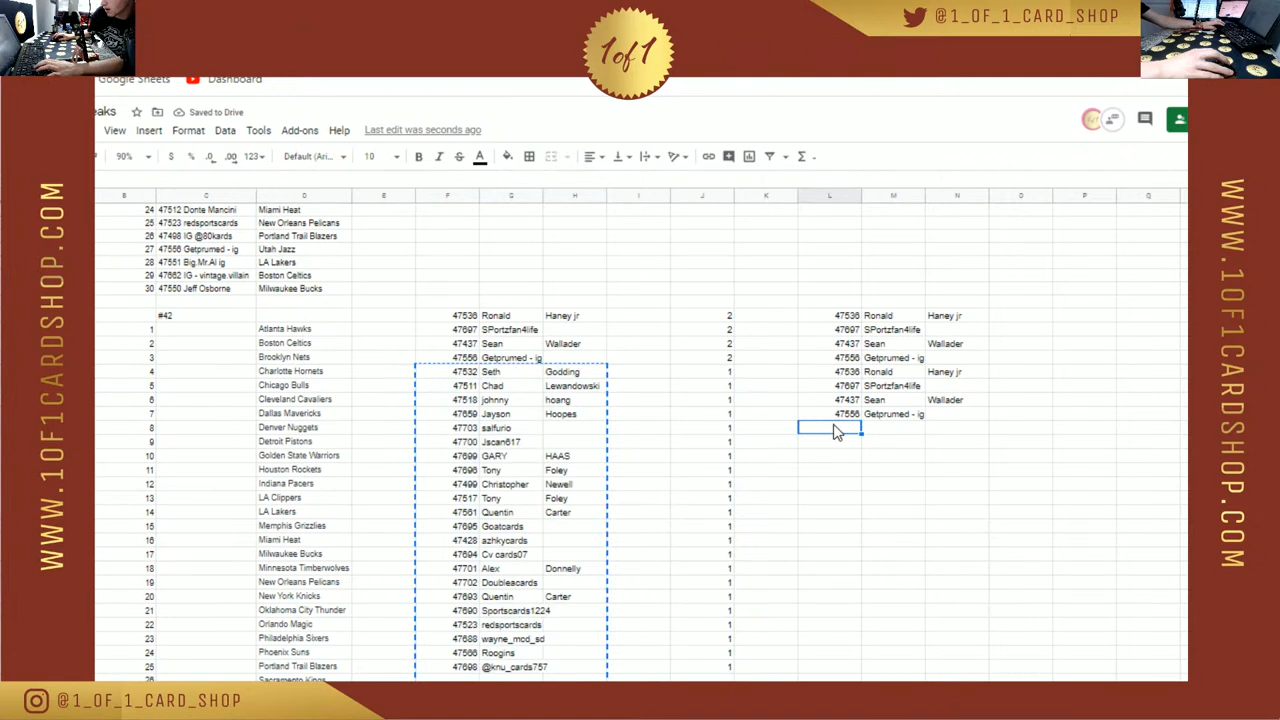 @1_OF_1_CARD_SHOP
1of1
Google Sheets Dashboard
eaks Saved to Drive
View Insert Format Data Tools Add-ons Help Last edit was seconds ago
90% $ % .0 .00 123 Default (Ari... 10 B I S A
B C D E F G H I J K L M N O P Q
24 47512 Donte Mancini Miami Heat
25 47523 redsportscards New Orleans Pelicans
26 47498 IG @80kards Portland Trail Blazers
27 47556 Getprumed - ig Utah Jazz
28 47551 Big.Mr.Al ig LA Lakers
29 47662 IG - vintage.villain Boston Celtics
30 47550 Jeff Osborne Milwaukee Bucks
#42 47536 Ronald Haney jr 2 47536 Ronald Haney jr
1 Atlanta Hawks 47697 SPortzfan4life 2 47697 SPortzfan4life
2 Boston Celtics 47437 Sean Wallader 2 47437 Sean Wallader
3 Brooklyn Nets 47556 Getprumed - ig 2 47556 Getprumed - ig
4 Charlotte Hornets 47532 Seth Godding 1 47536 Ronald Haney jr
5 Chicago Bulls 47511 Chad Lewandowski 1 47697 SPortzfan4life
6 Cleveland Cavaliers 47518 johnny hoang 1 47437 Sean Wallader
7 Dallas Mavericks 47659 Jayson Hoopes 1 47556 Getprumed - ig
8 Denver Nuggets 47703 salfurio 1
9 Detroit Pistons 47700 Jscan617 1
10 Golden State Warriors 47699 GARY HAAS 1
11 Houston Rockets 47696 Tony Foley 1
12 Indiana Pacers 47499 Christopher Newell 1
13 LA Clippers 47517 Tony Foley 1
14 LA Lakers 47561 Quentin Carter 1
15 Memphis Grizzlies 47695 Goatcards 1
16 Miami Heat 47428 azhkycards 1
17 Milwaukee Bucks 47694 Cv cards07 1
18 Minnesota Timberwolves 47701 Alex Donnelly 1
19 New Orleans Pelicans 47702 Doubleacards 1
20 New York Knicks 47693 Quentin Carter 1
21 Oklahoma City Thunder 47690 Sportscards1224 1
22 Orlando Magic 47523 redsportscards 1
23 Philadelphia Sixers 47688 wayne_mcd_sd 1
24 Phoenix Suns 47566 Roogins 1
25 Portland Trail Blazers 47698 @knu_cards757 1
26 Sacramento Kings
WWW.1OF1CARDSHOP.COM
WWW.1OF1CARDSHOP.COM
@1_OF_1_CARD_SHOP